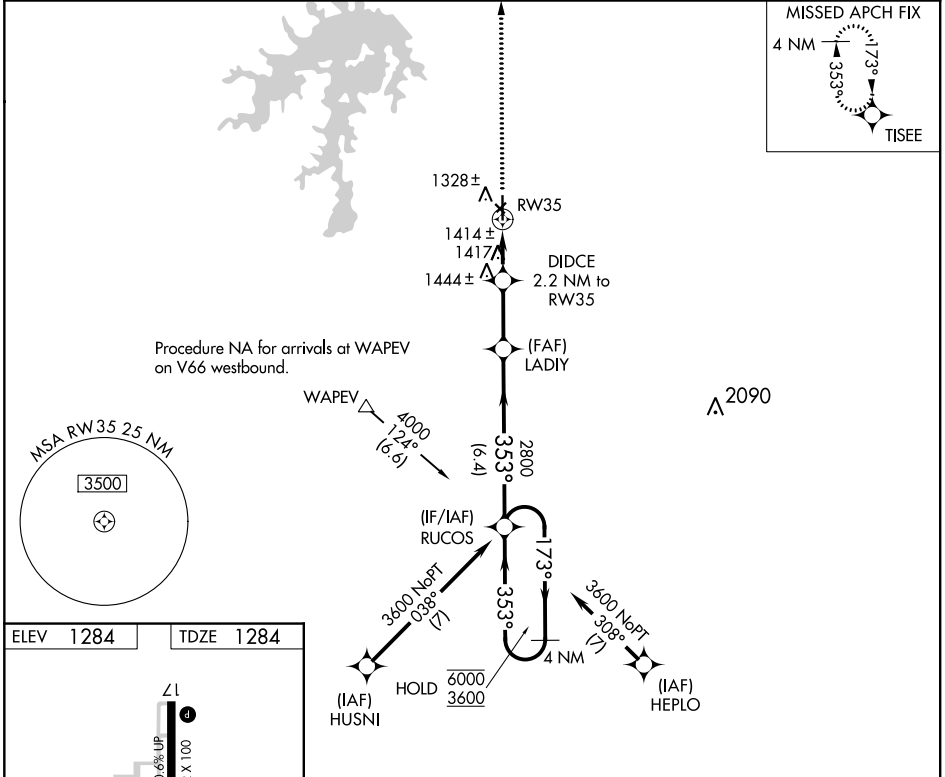 MISSED APCH FIX
4 NM
353°
173°
TISEE
1328±
RW35
1414±
1417
1444±
DIDCE
2.2 NM to
RW35
Procedure NA for arrivals at WAPEV
on V66 westbound.
(FAF)
LADIY
WAPEV
4000
124°
(6.6)
2090
MSA RW35 25 NM
3500
2800
353°
(6.4)
(IF/IAF)
RUCOS
173°
353°
3600 NoPT
038°
(7)
3600 NoPT
308°
(7)
4 NM
HOLD
6000
3600
(IAF)
HUSNI
(IAF)
HEPLO
ELEV 1284
TDZE 1284
17
P
X 100